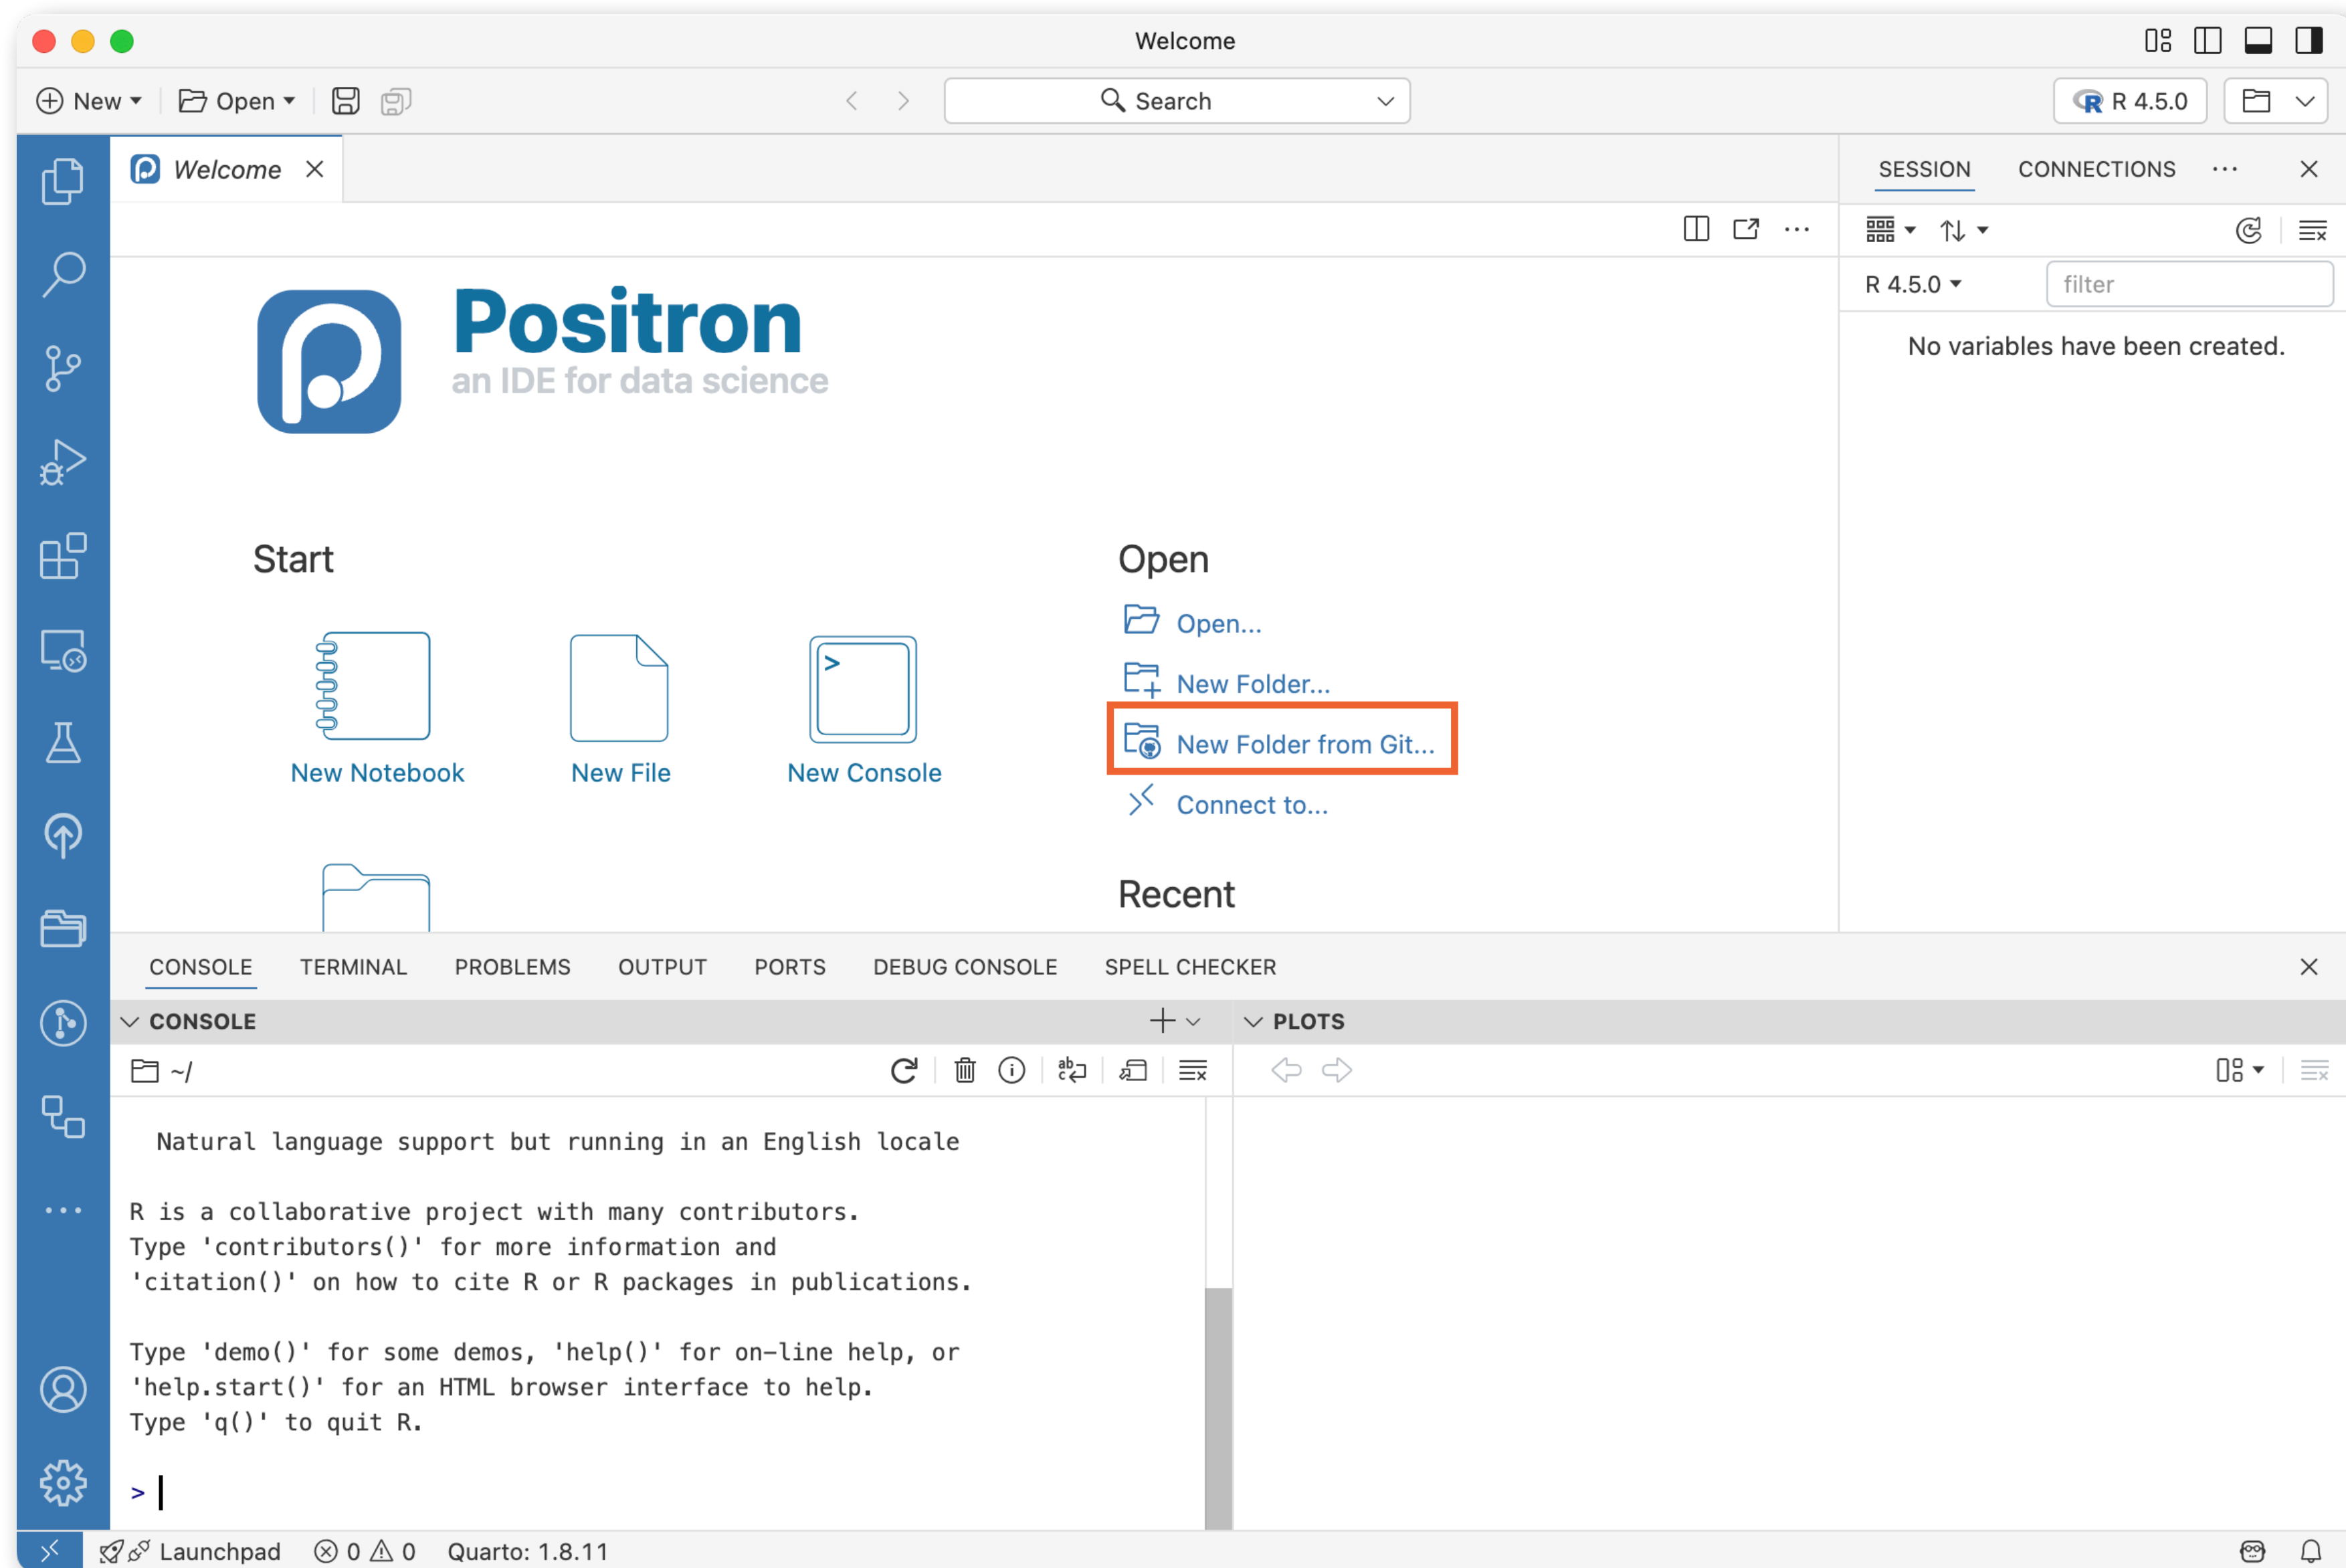 Welcome
New
Open
Search
R 4.5.0
Welcome
SESSION
CONNECTIONS
R 4.5.0
filter
No variables have been created.
Positron
an IDE for data science
Start
New Notebook
New File
New Console
Open
Open...
New Folder...
New Folder from Git...
Connect to...
Recent
CONSOLE
TERMINAL
PROBLEMS
OUTPUT
PORTS
DEBUG CONSOLE
SPELL CHECKER
CONSOLE
PLOTS
~/
Natural language support but running in an English locale
R is a collaborative project with many contributors.
Type 'contributors()' for more information and
'citation()' on how to cite R or R packages in publications.
Type 'demo()' for some demos, 'help()' for on-line help, or
'help.start()' for an HTML browser interface to help.
Type 'q()' to quit R.
>
Launchpad
0
0
Quarto: 1.8.11